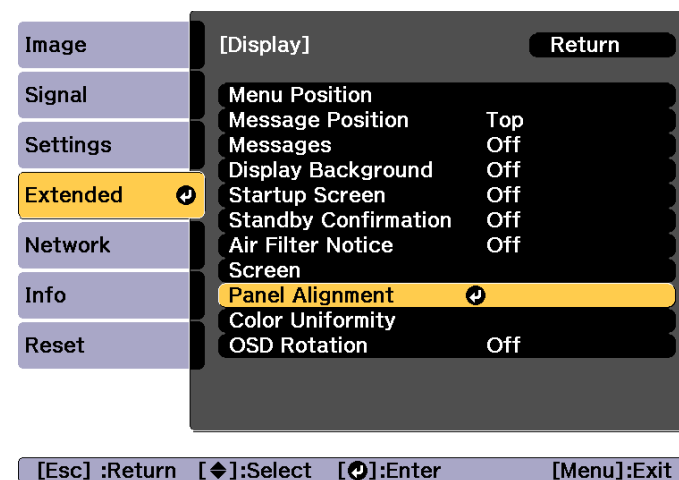 Image
Signal
Settings
Extended
Network
Info
Reset
[Display] Return
Menu Position
Message Position Top
Messages Off
Display Background Off
Startup Screen Off
Standby Confirmation Off
Air Filter Notice Off
Screen
Panel Alignment
Color Uniformity
OSD Rotation Off
[Esc] :Return [◆]:Select [↵]:Enter [Menu]:Exit